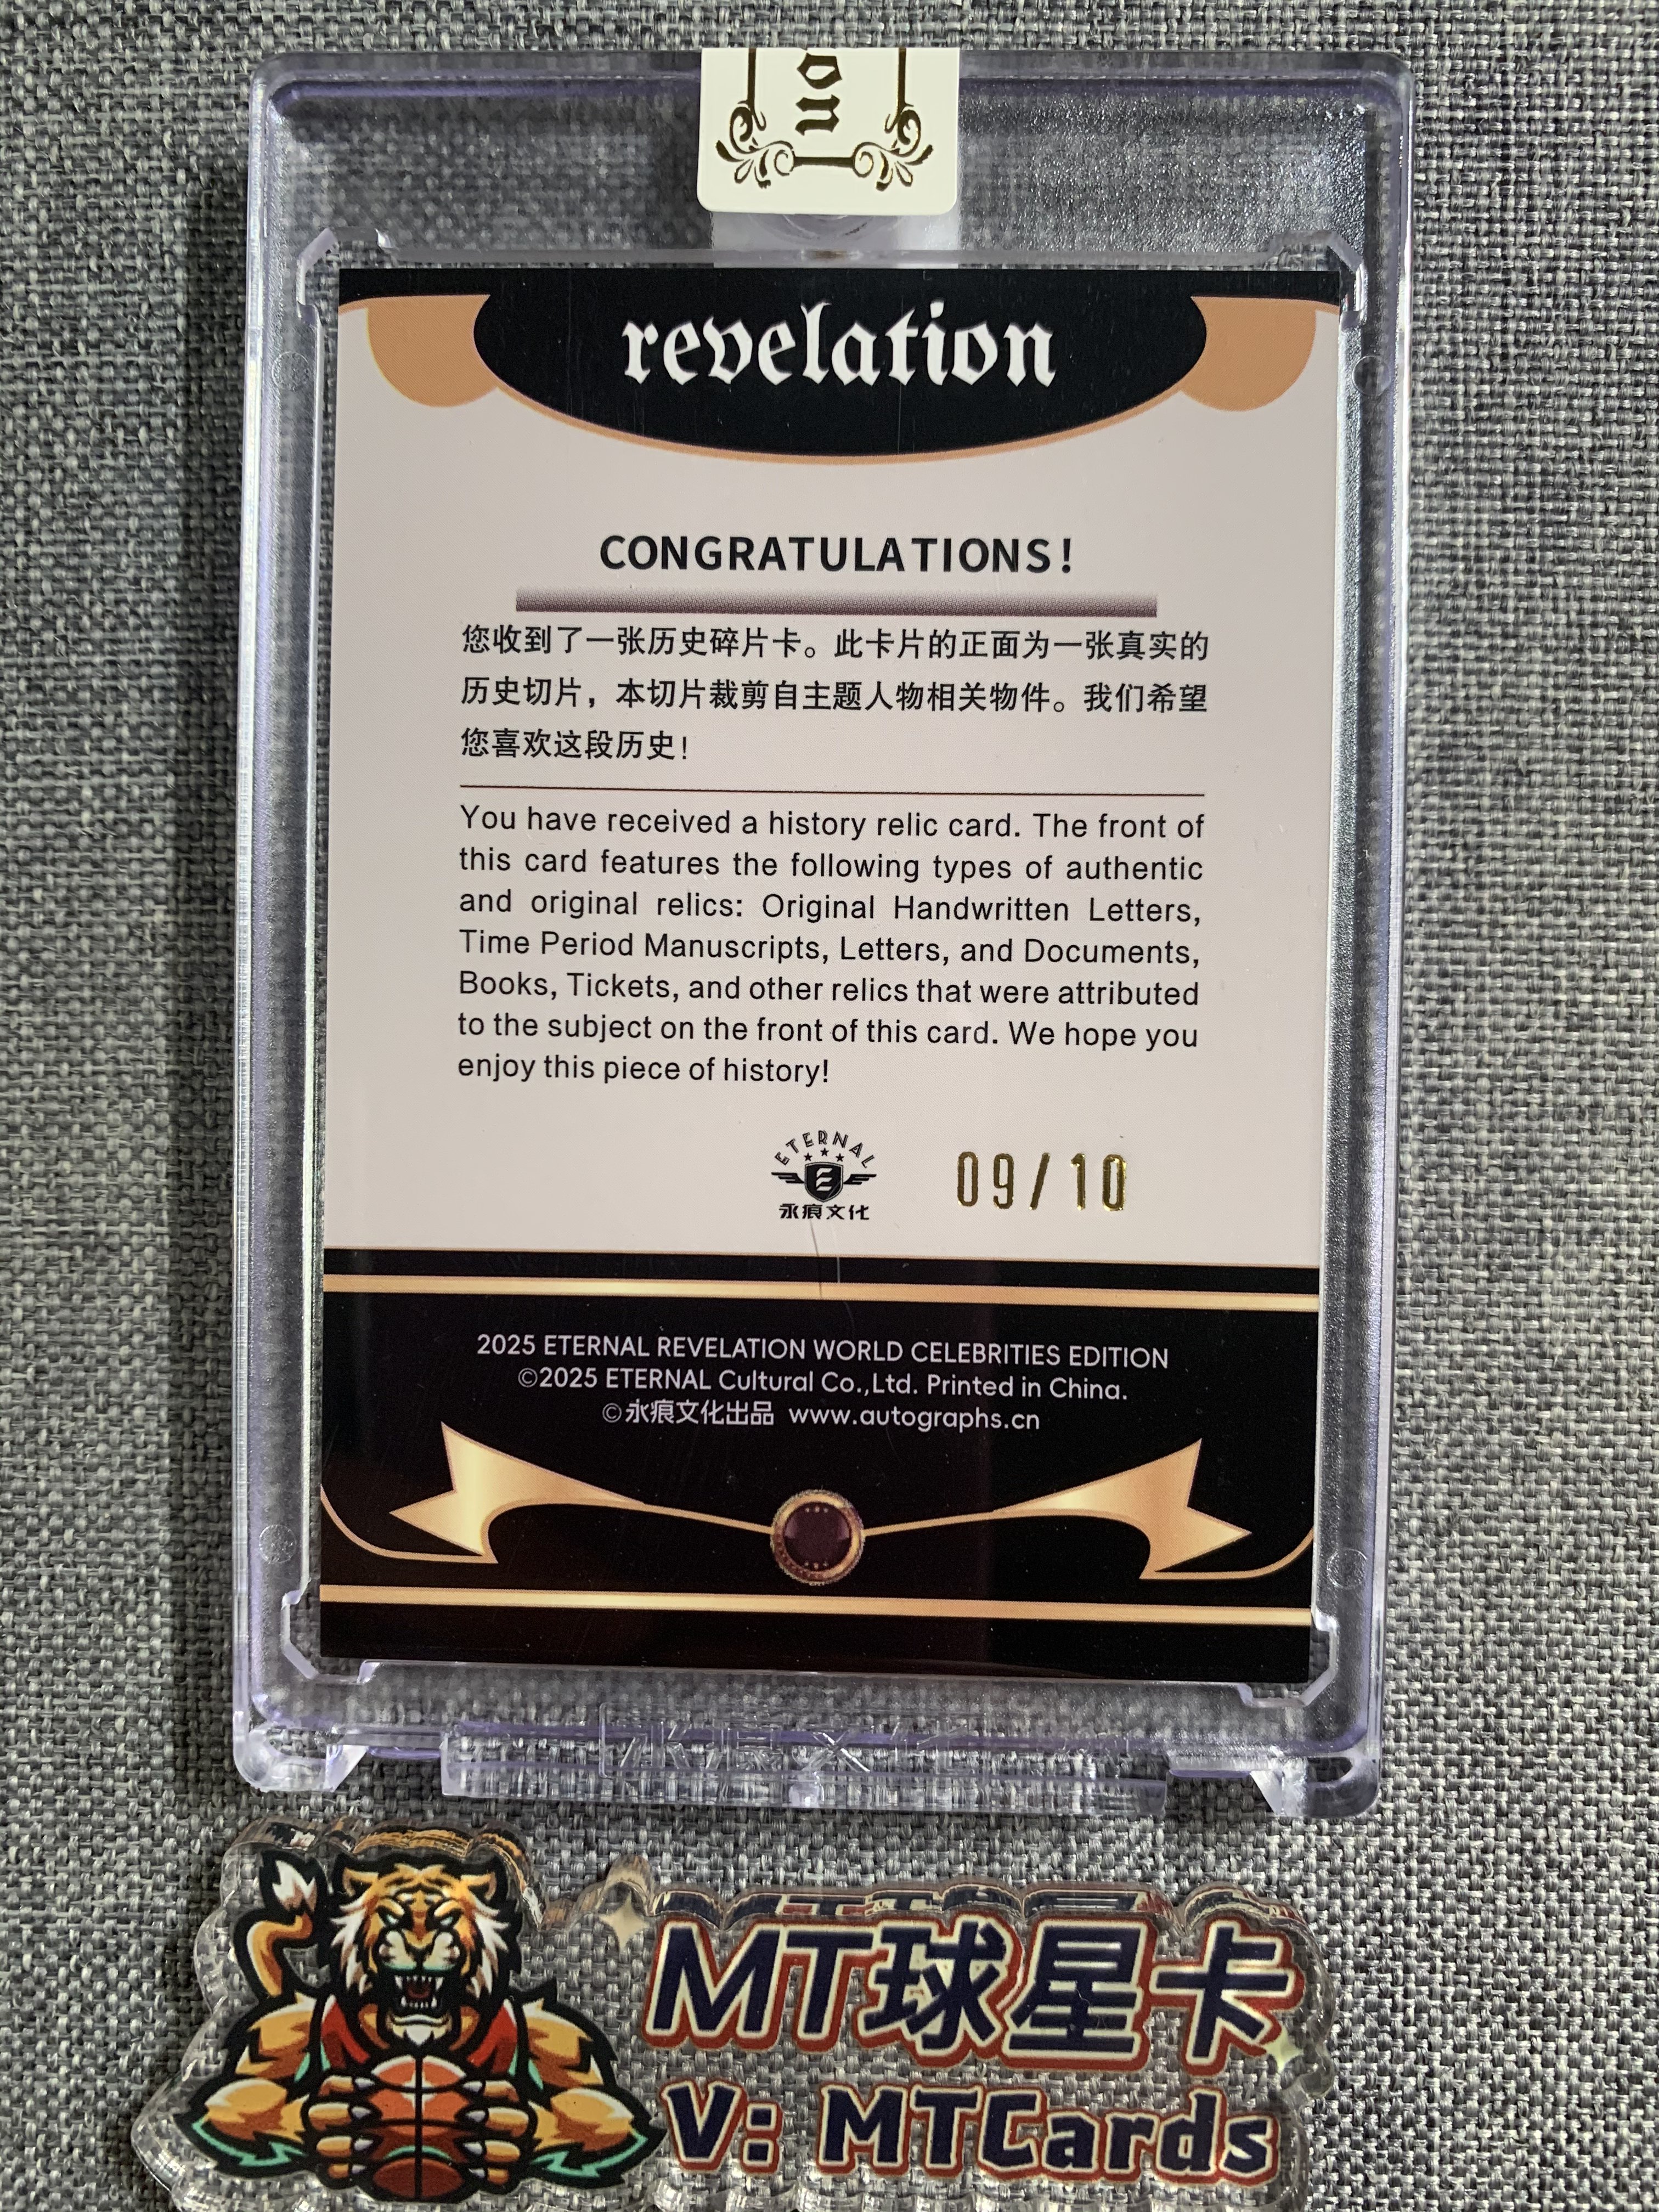 on
revelation
CONGRATULATIONS!
您收到了一张历史碎片卡。此卡片的正面为一张真实的
历史切片，本切片裁剪自主题人物相关物件。我们希望
您喜欢这段历史!
You have received a history relic card. The front of
this card features the following types of authentic
and original relics: Original Handwritten Letters,
Time Period Manuscripts, Letters, and Documents,
Books, Tickets, and other relics that were attributed
to the subject on the front of this card. We hope you
enjoy this piece of history!
ETERNAL
永痕文化
09/10
2025 ETERNAL REVELATION WORLD CELEBRITIES EDITION
©2025 ETERNAL Cultural Co.,Ltd. Printed in China.
©永痕文化出品 www.autographs.cn
永痕文化
MT球星卡
V: MTCards